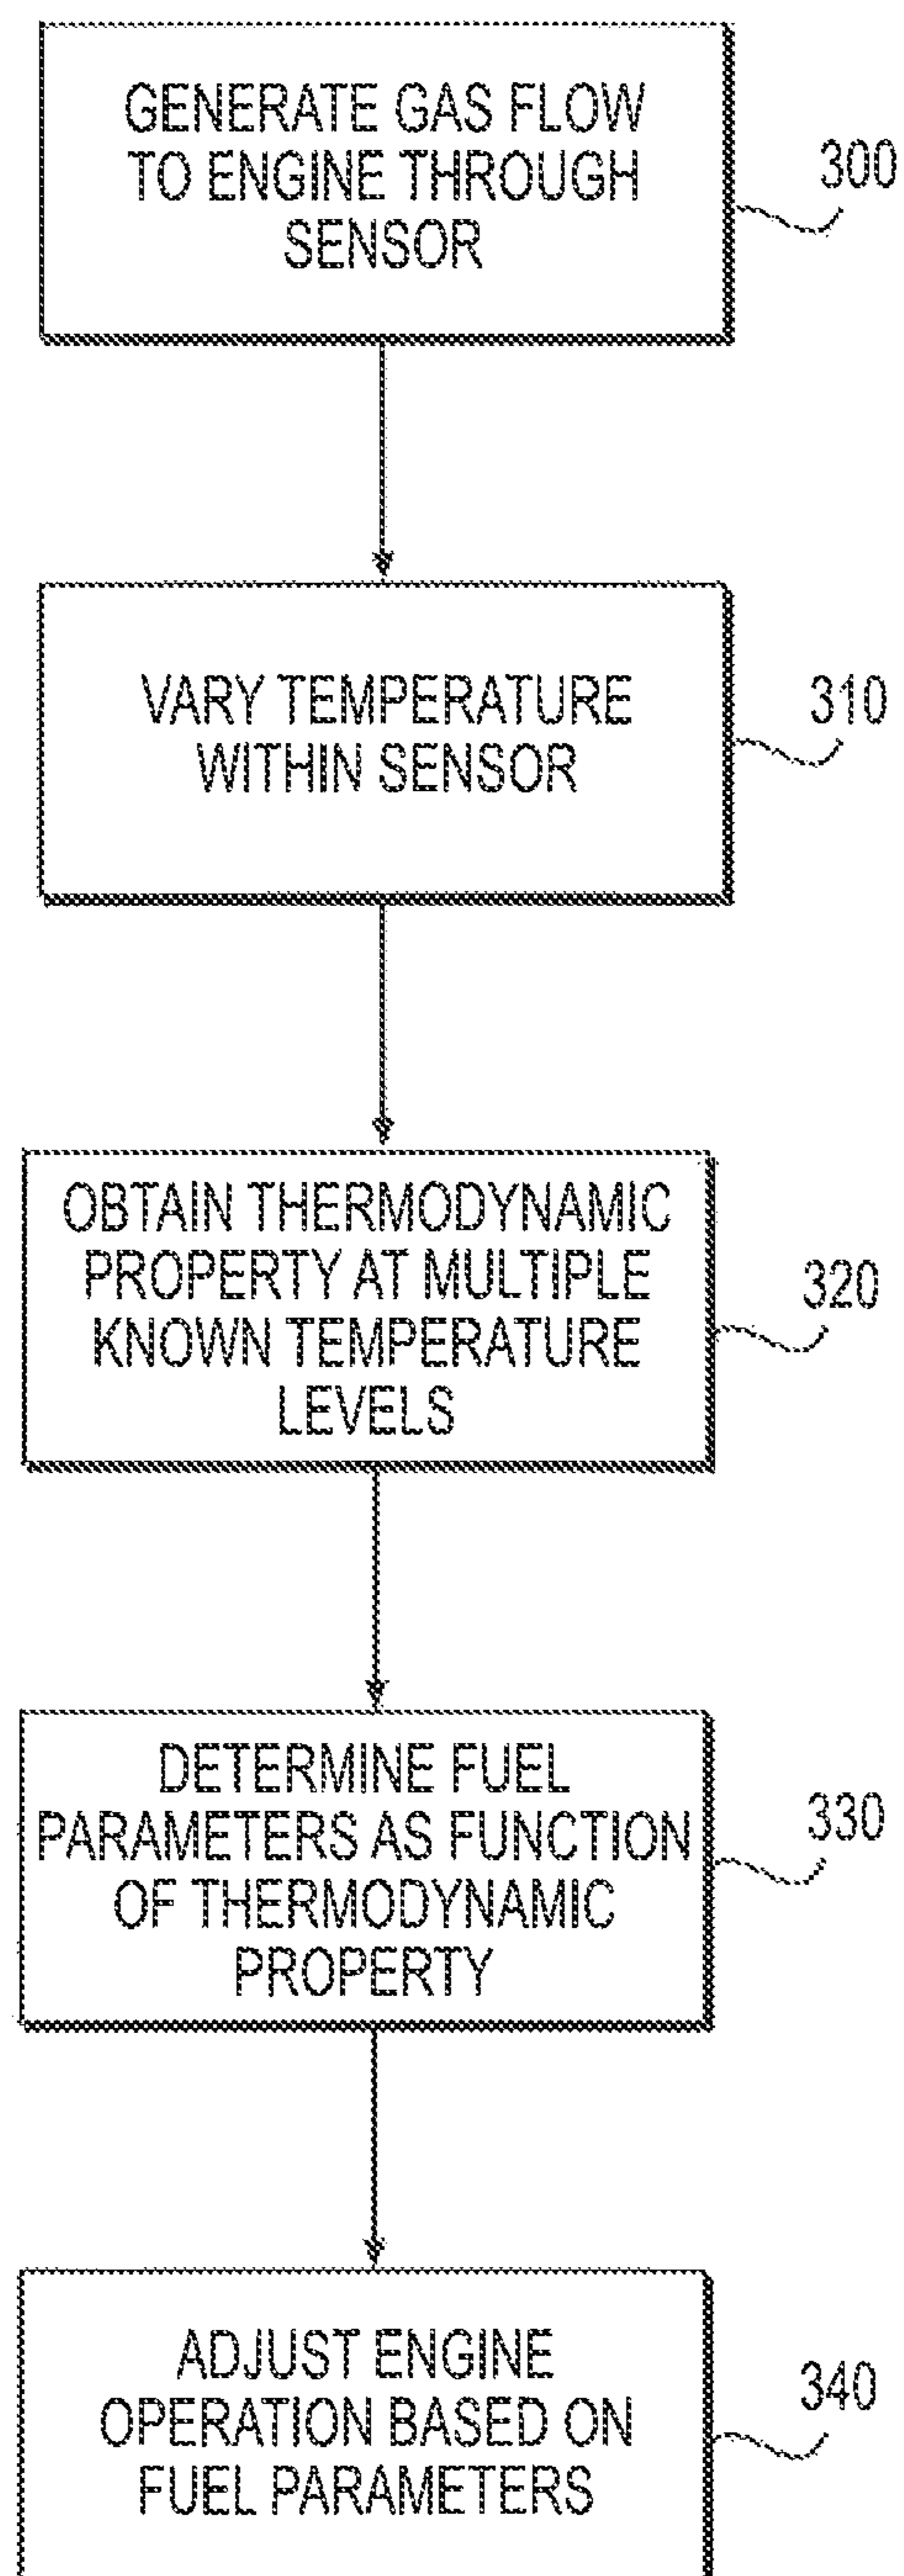 GENERATE GAS FLOW
TO ENGINE THROUGH
SENSOR
300
VARY TEMPERATURE
WITHIN SENSOR
310
OBTAIN THERMODYNAMIC
PROPERTY AT MULTIPLE
KNOWN TEMPERATURE
LEVELS
320
DETERMINE FUEL
PARAMETERS AS FUNCTION
OF THERMODYNAMIC
PROPERTY
330
ADJUST ENGINE
OPERATION BASED ON
FUEL PARAMETERS
340